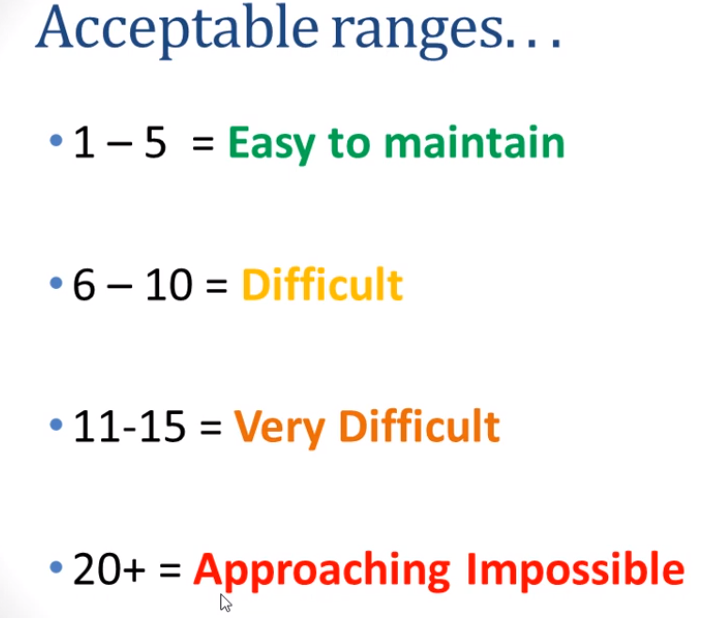 Acceptable ranges...
• 1 – 5 = Easy to maintain
• 6 – 10 = Difficult
• 11-15 = Very Difficult
• 20+ = Approaching Impossible